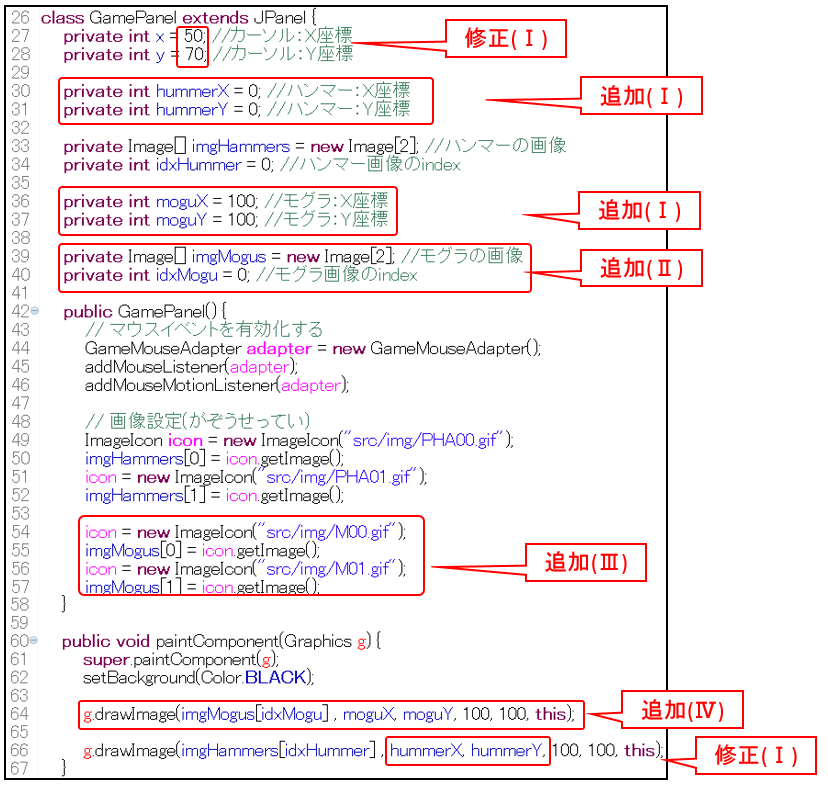 26 class GamePanel extends JPanel {
27 private int x = 50; //カーソル：X座標
修正(Ⅰ)
28 private int y = 70; //カーソル：Y座標
29
30 private int hummerX = 0; //ハンマー：X座標
追加(Ⅰ)
31 private int hummerY = 0; //ハンマー：Y座標
32
33 private Image[] imgHammers = new Image[2]; //ハンマーの画像
34 private int idxHummer = 0; //ハンマー画像のindex
35
36 private int moguX = 100; //モグラ：X座標
追加(Ⅰ)
37 private int moguY = 100; //モグラ：Y座標
38
39 private Image[] imgMogus = new Image[2]; //モグラの画像
追加(Ⅱ)
40 private int idxMogu = 0; //モグラ画像のindex
41
42 public GamePanel() {
43 // マウスイベントを有効化する
44 GameMouseAdapter adapter = new GameMouseAdapter();
45 addMouseListener(adapter);
46 addMouseMotionListener(adapter);
47
48 // 画像設定(がぞうせってい)
49 ImageIcon icon = new ImageIcon("src/img/PHA00.gif");
50 imgHammers[0] = icon.getImage();
51 icon = new ImageIcon("src/img/PHA01.gif");
52 imgHammers[1] = icon.getImage();
53
54 icon = new ImageIcon("src/img/M00.gif");
55 imgMogus[0] = icon.getImage();
追加(Ⅲ)
56 icon = new ImageIcon("src/img/M01.gif");
57 imgMogus[1] = icon.getImage();
58 }
59
60 public void paintComponent(Graphics g) {
61 super.paintComponent(g);
62 setBackground(Color.BLACK);
63
64 g.drawImage(imgMogus[idxMogu] , moguX, moguY, 100, 100, this);
追加(Ⅳ)
65
66 g.drawImage(imgHammers[idxHummer] , hummerX, hummerY, 100, 100, this);
修正(Ⅰ)
67 }